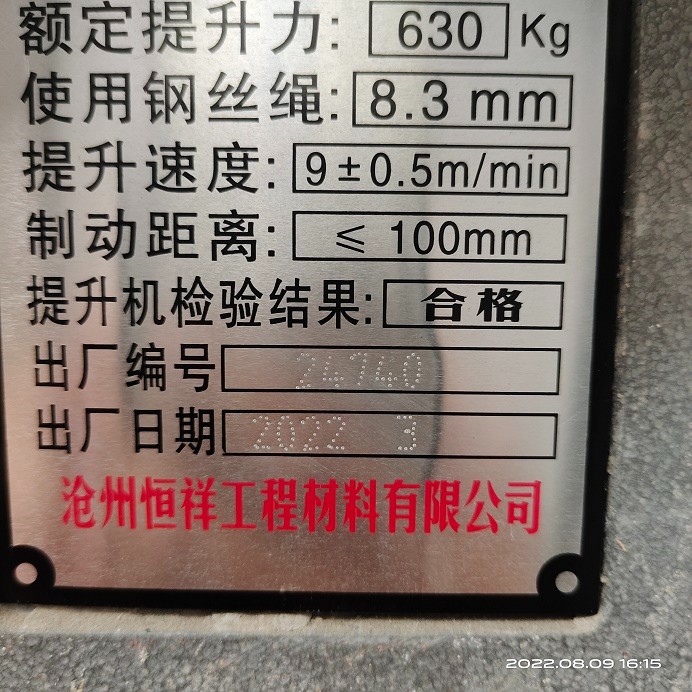 额定提升力: 630 Kg
使用钢丝绳: 8.3 mm
提升速度: 9±0.5m/min
制动距离: ≤ 100mm
提升机检验结果: 合格
出厂编号 24740
出厂日期 2022 3
沧州恒祥工程材料有限公司
2022.08.09 16:15